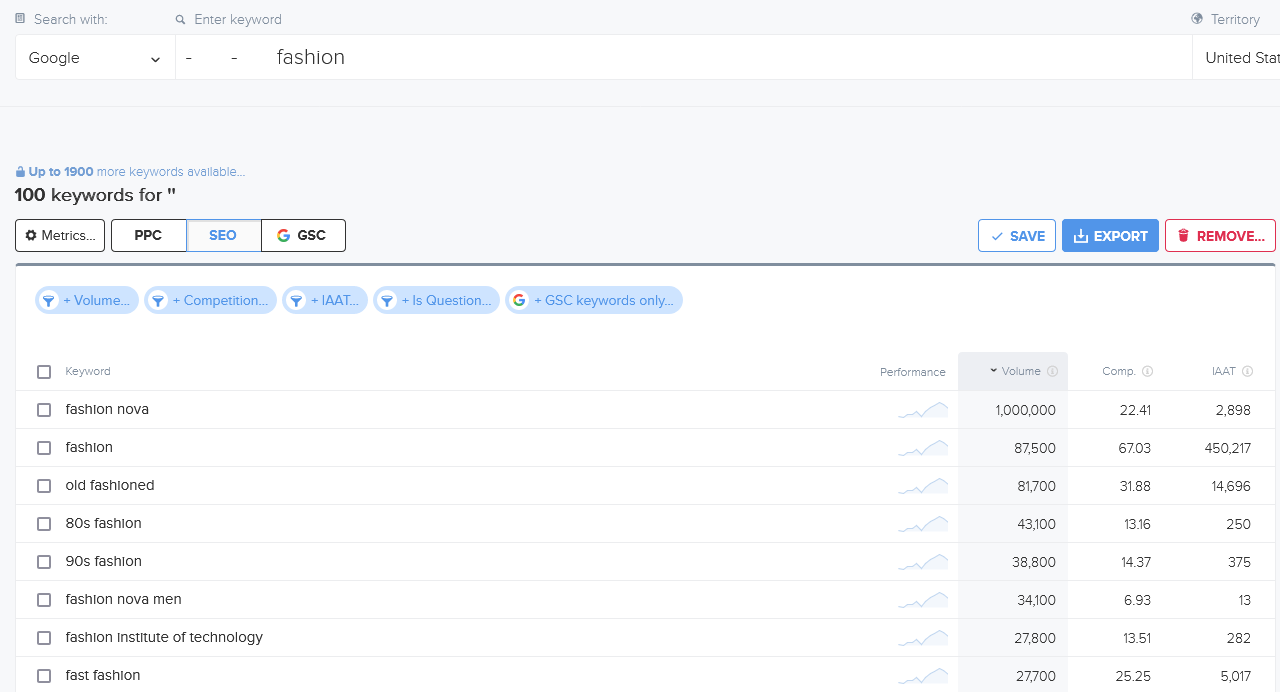 Search with: Enter keyword Territory
Google - - fashion United Stat
Up to 1900 more keywords available...
100 keywords for "
Metrics... PPC SEO GSC SAVE EXPORT REMOVE...
+ Volume... + Competition... + IAAT... + Is Question... + GSC keywords only...
Keyword Performance Volume Comp. IAAT
fashion nova 1,000,000 22.41 2,898
fashion 87,500 67.03 450,217
old fashioned 81,700 31.88 14,696
80s fashion 43,100 13.16 250
90s fashion 38,800 14.37 375
fashion nova men 34,100 6.93 13
fashion institute of technology 27,800 13.51 282
fast fashion 27,700 25.25 5,017